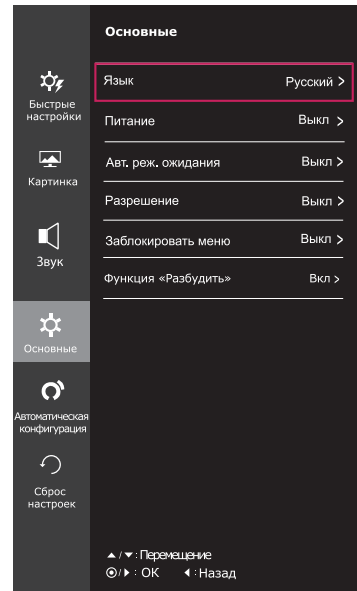 Основные
Быстрые
настройки
Картинка
Звук
Основные
Автоматическая
конфигурация
Сброс
настроек
Язык Русский >
Питание Выкл >
Авт. реж. ожидания Выкл >
Разрешение Выкл >
Заблокировать меню Выкл >
Функция «Разбудить» Вкл >
▲ / ▼ : Перемещение
◉/▶ : OK ◀ : Назад